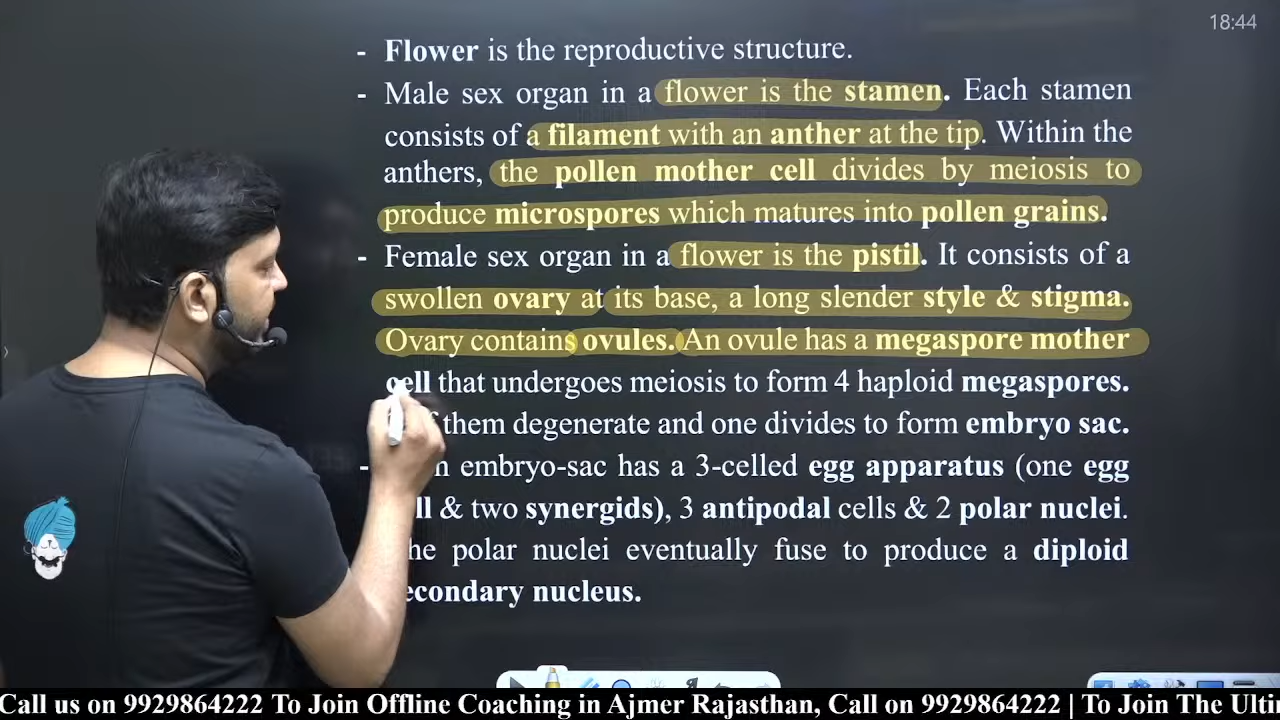 18:44
- Flower is the reproductive structure.
- Male sex organ in a flower is the stamen. Each stamen
consists of a filament with an anther at the tip. Within the
anthers, the pollen mother cell divides by meiosis to
produce microspores which matures into pollen grains.
- Female sex organ in a flower is the pistil. It consists of a
swollen ovary at its base, a long slender style & stigma.
Ovary contains ovules. An ovule has a megaspore mother
cell that undergoes meiosis to form 4 haploid megaspores.
them degenerate and one divides to form embryo sac.
- embryo-sac has a 3-celled egg apparatus (one egg
& two synergids), 3 antipodal cells & 2 polar nuclei.
polar nuclei eventually fuse to produce a diploid
secondary nucleus.
Call us on 9929864222 To Join Offline Coaching in Ajmer Rajasthan, Call on 9929864222 | To Join The